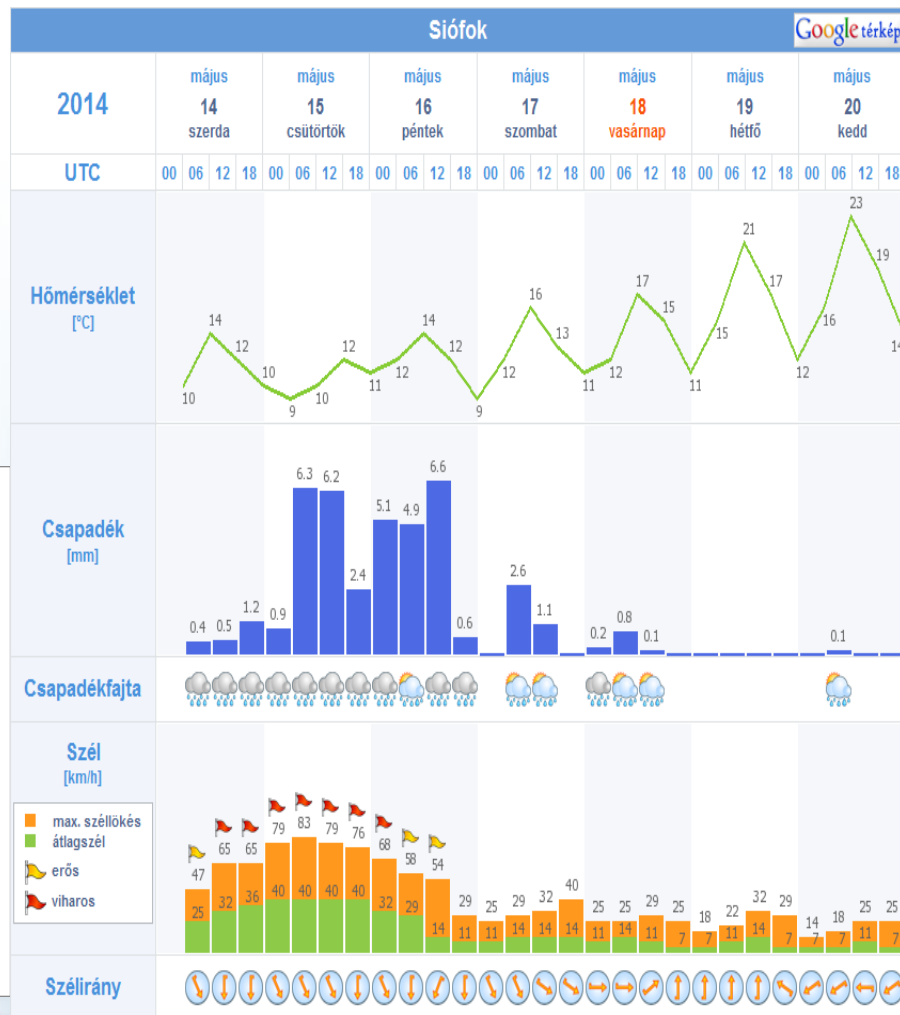 Siófok
Google térkép
2014
május május május május május május május
14 15 16 17 18 19 20
szerda csütörtök péntek szombat vasárnap hétfő kedd
UTC 00 06 12 18 00 06 12 18 00 06 12 18 00 06 12 18 00 06 12 18 00 06 12 18 00 06 12 18
Hőmérséklet
[°C]
10 14 12 10 9 10 12 11 12 14 12 9 12 16 13 11 12 17 15 11 15 21 17 12 16 23 19 14
Csapadék
[mm]
0.4 0.5 1.2 0.9 6.3 6.2 2.4 5.1 4.9 6.6 0.6 2.6 1.1 0.2 0.8 0.1 0.1
Csapadékfajta
Szél
[km/h]
max. széllökés
átlagszél
erős
viharos
47 65 65 79 83 79 76 68 58 54 29 25 29 32 40 25 25 29 25 18 22 32 29 14 18 25 25
25 32 36 40 40 40 40 32 29 14 11 11 14 14 14 11 14 11 7 7 11 14 7 7 7 11 7
Szélirány